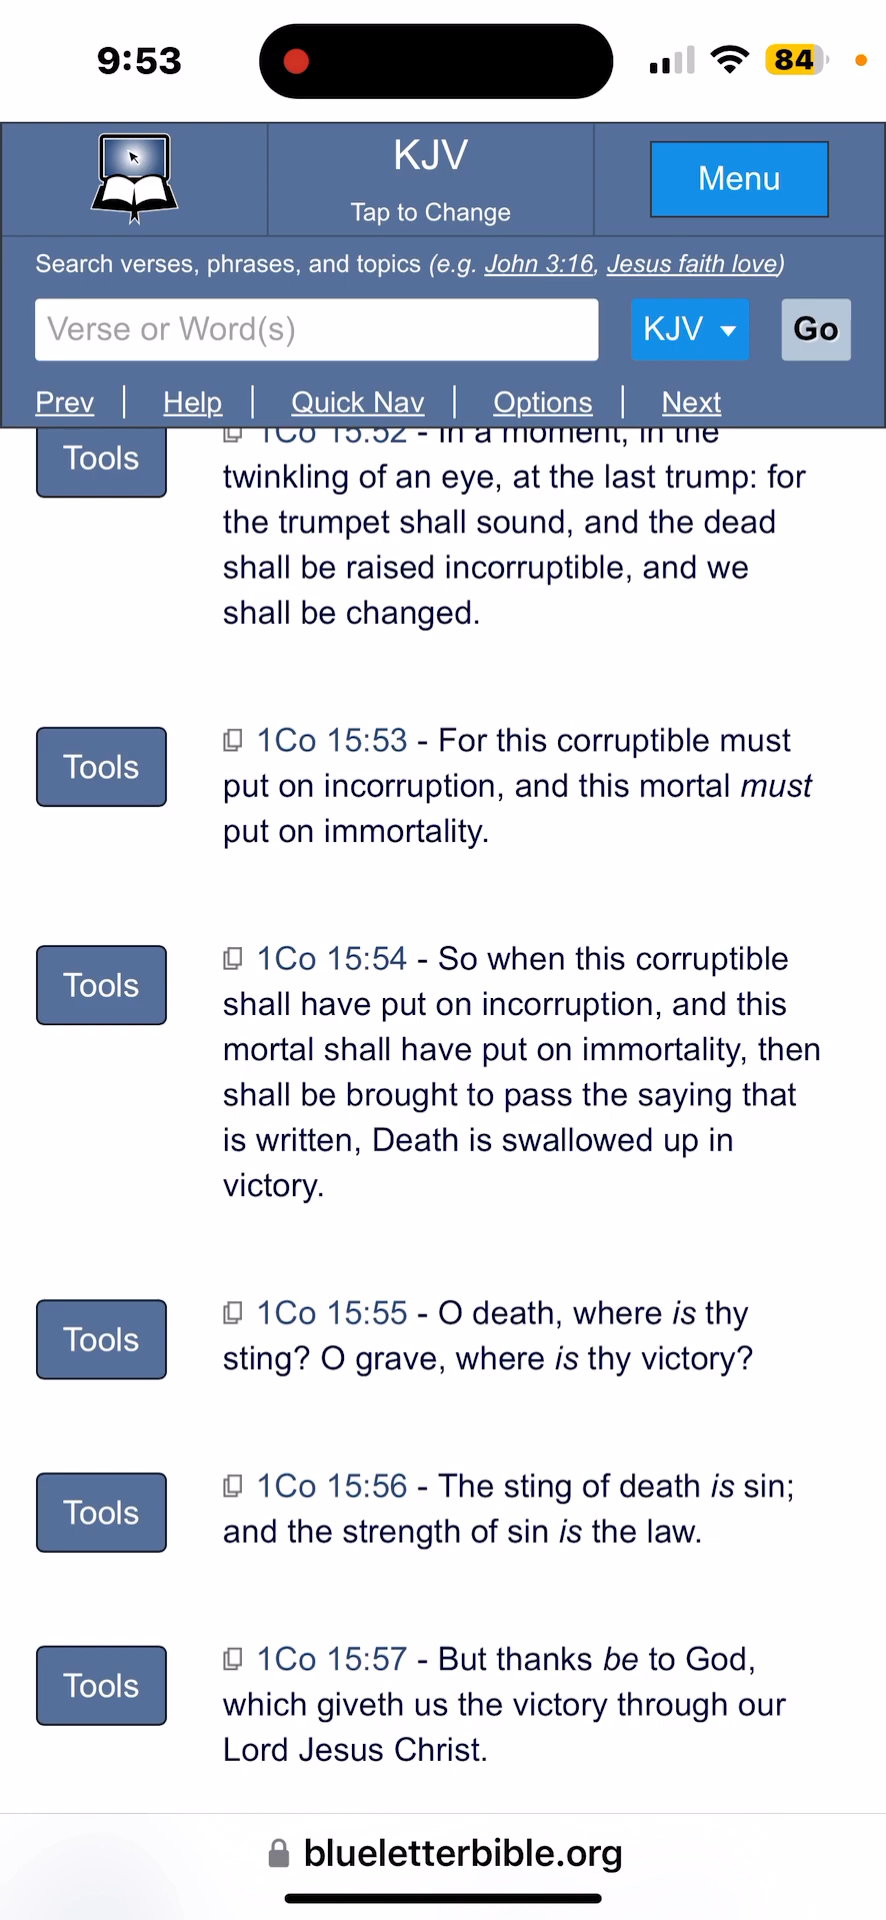 9:53
84
KJV
Tap to Change
Menu
Search verses, phrases, and topics (e.g. John 3:16, Jesus faith love)
Verse or Word(s)
KJV
Go
Prev | Help | Quick Nav | Options | Next
Tools
1Co 15:52 - In a moment, in the
twinkling of an eye, at the last trump: for
the trumpet shall sound, and the dead
shall be raised incorruptible, and we
shall be changed.
Tools
1Co 15:53 - For this corruptible must
put on incorruption, and this mortal must
put on immortality.
Tools
1Co 15:54 - So when this corruptible
shall have put on incorruption, and this
mortal shall have put on immortality, then
shall be brought to pass the saying that
is written, Death is swallowed up in
victory.
Tools
1Co 15:55 - O death, where is thy
sting? O grave, where is thy victory?
Tools
1Co 15:56 - The sting of death is sin;
and the strength of sin is the law.
Tools
1Co 15:57 - But thanks be to God,
which giveth us the victory through our
Lord Jesus Christ.
blueletterbible.org